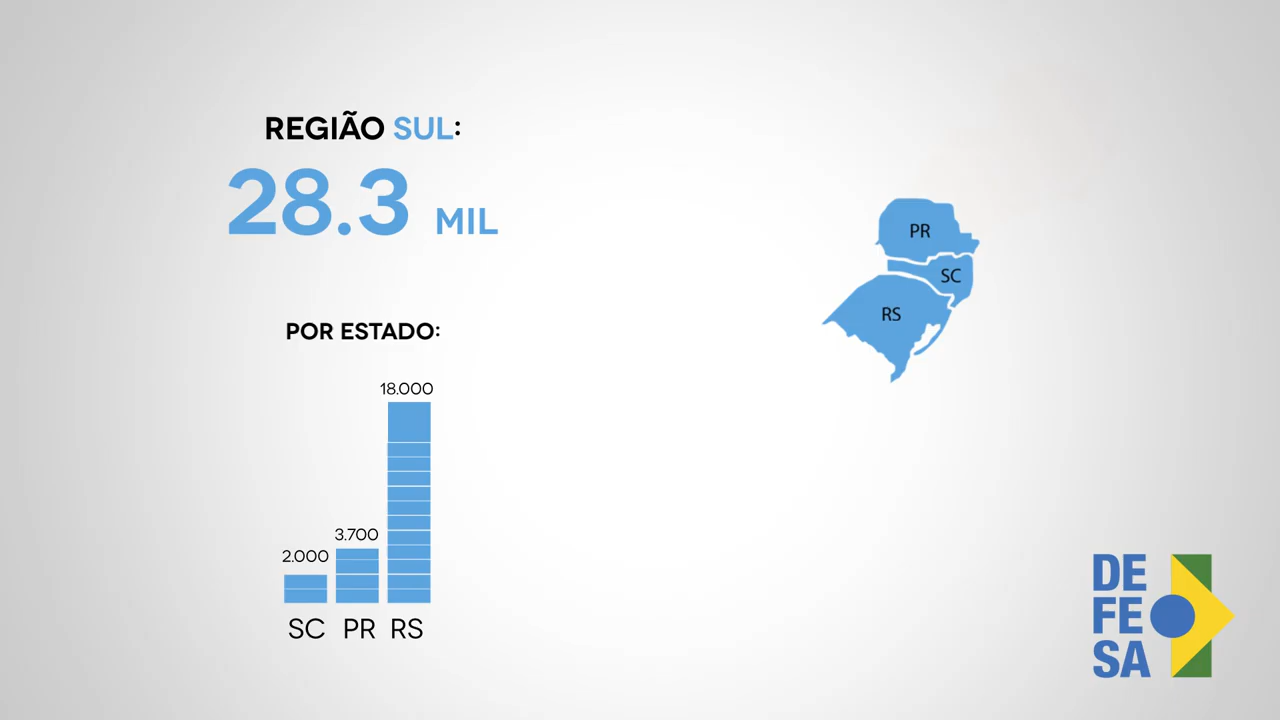 REGIÃO SUL:
28.3 MIL
POR ESTADO:
18.000
3.700
2.000
SC PR RS
PR
SC
RS
DE
FE
SA